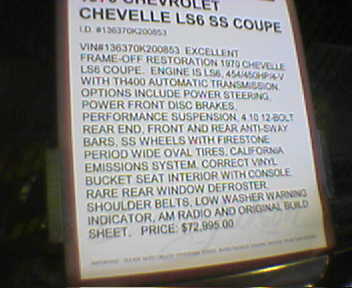 1970 CHEVROLET
CHEVELLE LS6 SS COUPE
I.D. #136370K200853
VIN#136370K200853 EXCELLENT
FRAME-OFF RESTORATION 1970 CHEVELLE
LS6 COUPE. ENGINE IS LS6, 454/450HP/4-V
WITH TH400 AUTOMATIC TRANSMISSION.
OPTIONS INCLUDE POWER STEERING,
POWER FRONT DISC BRAKES,
PERFORMANCE SUSPENSION, 4.10 12-BOLT
REAR END, FRONT AND REAR ANTI-SWAY
BARS, SS WHEELS WITH FIRESTONE
PERIOD WIDE OVAL TIRES, CALIFORNIA
EMISSIONS SYSTEM, CORRECT VINYL
BUCKET SEAT INTERIOR WITH CONSOLE,
RARE REAR WINDOW DEFROSTER,
SHOULDER BELTS, LOW WASHER WARNING
INDICATOR, AM RADIO AND ORIGINAL BUILD
SHEET. PRICE: $72,995.00